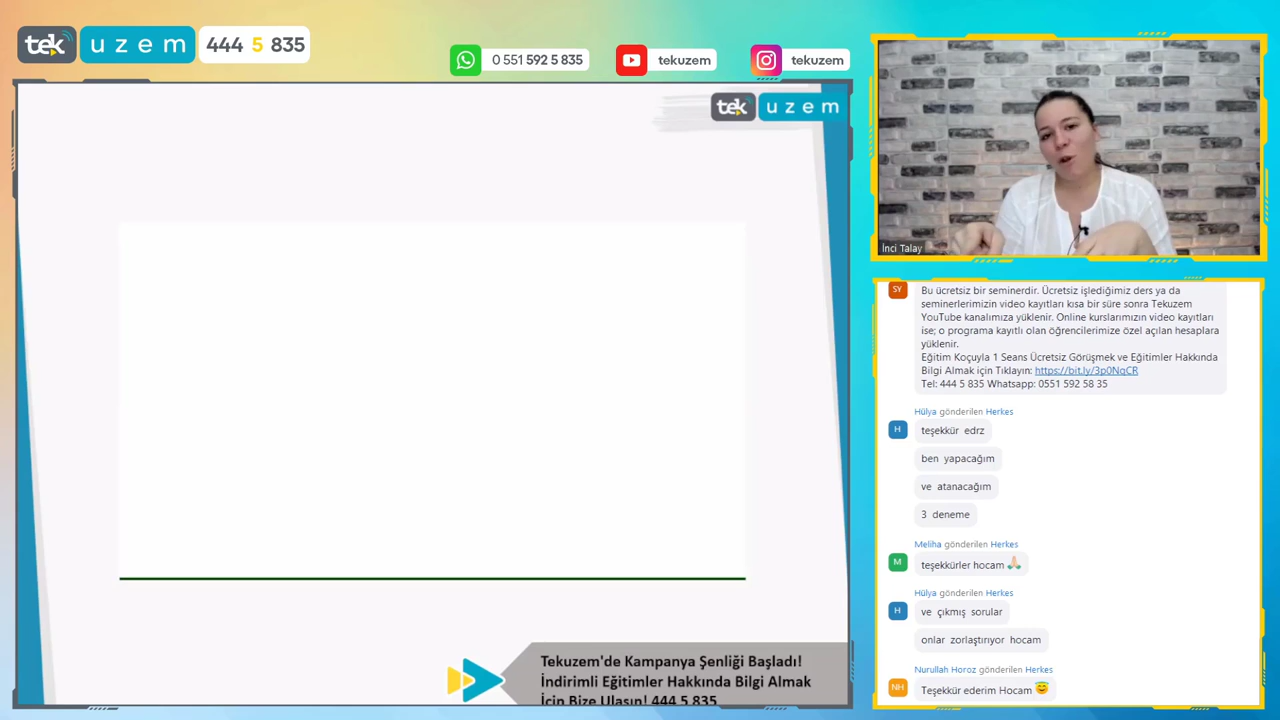 tek uzem 444 5 835
0 551 592 5 835
tekuzem
tekuzem
tek uzem
İnci Talay
SY
Bu ücretsiz bir seminerdir. Ücretsiz işlediğimiz ders ya da
seminerlerimizin video kayıtları kısa bir süre sonra Tekuzem
YouTube kanalımıza yüklenir. Online kurslarımızın video kayıtları
ise; o programa kayıtlı olan öğrencilerimize özel açılan hesaplara
yüklenir.
Eğitim Koçuyla 1 Seans Ücretsiz Görüşmek ve Eğitimler Hakkında
Bilgi Almak için Tıklayın: https://bit.ly/3p0NqCR
Tel: 444 5 835 Whatsapp: 0551 592 58 35
Hülya gönderilen Herkes
H
teşekkür edrz
ben yapacağım
ve atanacağım
3 deneme
Meliha gönderilen Herkes
M
teşekkürler hocam 🙏🏻
Hülya gönderilen Herkes
H
ve çıkmış sorular
onlar zorlaştırıyor hocam
Nurullah Horoz gönderilen Herkes
NH
Teşekkür ederim Hocam 😇
Tekuzem'de Kampanya Şenliği Başladı!
İndirimli Eğitimler Hakkında Bilgi Almak
İçin Bize Ulaşın! 444 5 835